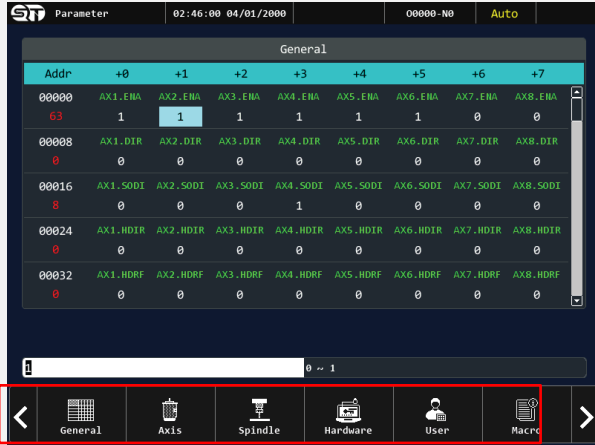 Parameter 02:46:00 04/01/2000 O0000-N0 Auto
General
Addr +0 +1 +2 +3 +4 +5 +6 +7
00000 AX1.ENA AX2.ENA AX3.ENA AX4.ENA AX5.ENA AX6.ENA AX7.ENA AX8.ENA
63 1 1 1 1 1 1 0 0
00008 AX1.DIR AX2.DIR AX3.DIR AX4.DIR AX5.DIR AX6.DIR AX7.DIR AX8.DIR
0 0 0 0 0 0 0 0 0
00016 AX1.SODI AX2.SODI AX3.SODI AX4.SODI AX5.SODI AX6.SODI AX7.SODI AX8.SODI
8 0 0 0 1 0 0 0 0
00024 AX1.HDIR AX2.HDIR AX3.HDIR AX4.HDIR AX5.HDIR AX6.HDIR AX7.HDIR AX8.HDIR
0 0 0 0 0 0 0 0 0
00032 AX1.HDRF AX2.HDRF AX3.HDRF AX4.HDRF AX5.HDRF AX6.HDRF AX7.HDRF AX8.HDRF
0 0 0 0 0 0 0 0 0
1 0 ~ 1
General Axis Spindle Hardware User Macro